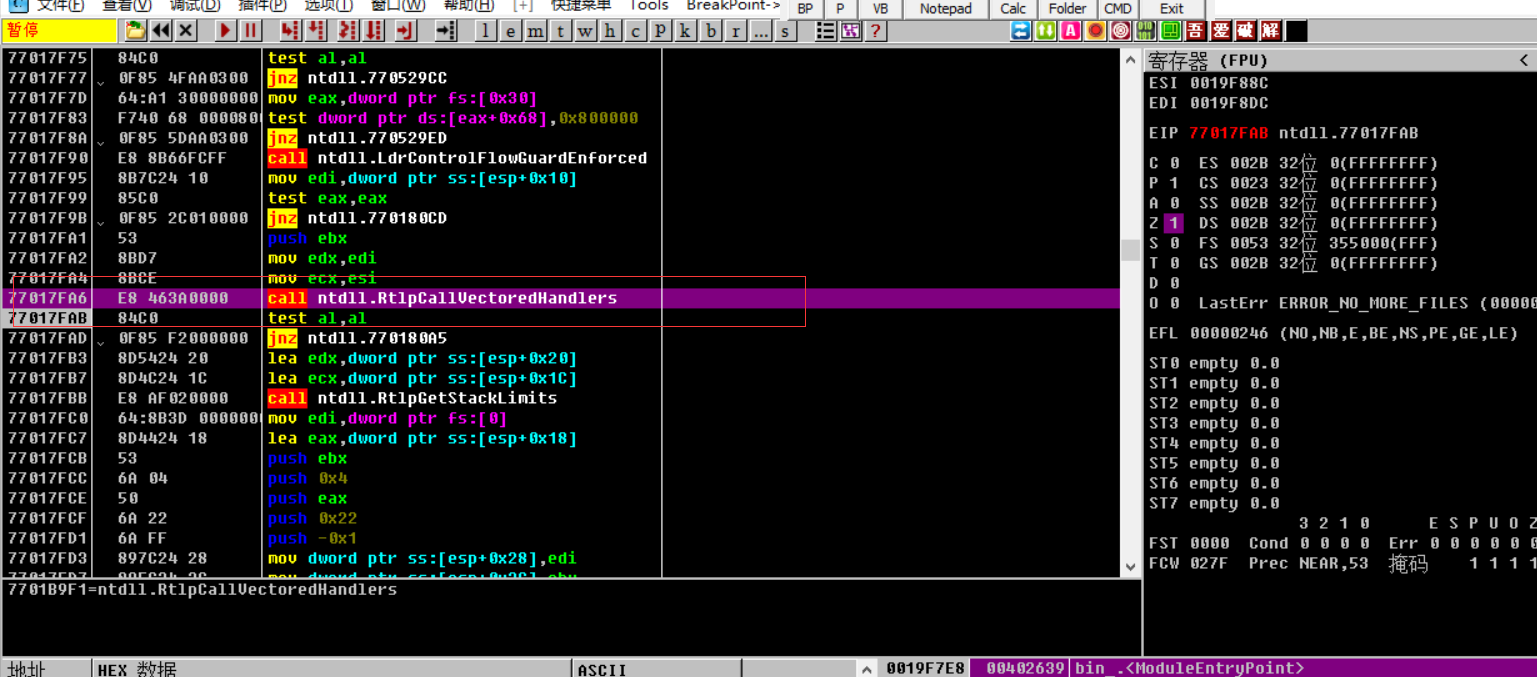 文件(F) 查看(V) 调试(D) 插件(P) 选项(T) 窗口(W) 帮助(H) [+] 快捷菜单 Tools BreakPoint-> BP P VB Notepad Calc Folder CMD Exit
暂停 l e m t w h c P k b r ... s ? A 吾 爱 破 解
77017F75 84C0 test al,al
77017F77 0F85 4FAA0300 jnz ntdll.770529CC
77017F7D 64:A1 30000000 mov eax,dword ptr fs:[0x30]
77017F83 F740 68 0000800 test dword ptr ds:[eax+0x68],0x800000
77017F8A 0F85 5DAA0300 jnz ntdll.770529ED
77017F90 E8 8B66FCFF call ntdll.LdrControlFlowGuardEnforced
77017F95 8B7C24 10 mov edi,dword ptr ss:[esp+0x10]
77017F99 85C0 test eax,eax
77017F9B 0F85 2C010000 jnz ntdll.770180CD
77017FA1 53 push ebx
77017FA2 8BD7 mov edx,edi
77017FA4 8BCE mov ecx,esi
77017FA6 E8 463A0000 call ntdll.RtlpCallVectoredHandlers
77017FAB 84C0 test al,al
77017FAD 0F85 F2000000 jnz ntdll.770180A5
77017FB3 8D5424 20 lea edx,dword ptr ss:[esp+0x20]
77017FB7 8D4C24 1C lea ecx,dword ptr ss:[esp+0x1C]
77017FBB E8 AF020000 call ntdll.RtlpGetStackLimits
77017FC0 64:8B3D 000000 mov edi,dword ptr fs:[0]
77017FC7 8D4424 18 lea eax,dword ptr ss:[esp+0x18]
77017FCB 53 push ebx
77017FCC 6A 04 push 0x4
77017FCE 50 push eax
77017FCF 6A 22 push 0x22
77017FD1 6A FF push -0x1
77017FD3 897C24 28 mov dword ptr ss:[esp+0x28],edi
7701B9F1=ntdll.RtlpCallVectoredHandlers
寄存器 (FPU) <
ESI 0019F88C
EDI 0019F8DC
EIP 77017FAB ntdll.77017FAB
C 0 ES 002B 32位 0(FFFFFFFF)
P 1 CS 0023 32位 0(FFFFFFFF)
A 0 SS 002B 32位 0(FFFFFFFF)
Z 1 DS 002B 32位 0(FFFFFFFF)
S 0 FS 0053 32位 355000(FFF)
T 0 GS 002B 32位 0(FFFFFFFF)
D 0
O 0 LastErr ERROR_NO_MORE_FILES (00000
EFL 00000246 (NO,NB,E,BE,NS,PE,GE,LE)
ST0 empty 0.0
ST1 empty 0.0
ST2 empty 0.0
ST3 empty 0.0
ST4 empty 0.0
ST5 empty 0.0
ST6 empty 0.0
ST7 empty 0.0
3 2 1 0 E S P U O Z
FST 0000 Cond 0 0 0 0 Err 0 0 0 0 0 0
FCW 027F Prec NEAR,53 掩码 1 1 1 1
地址 HEX 数据 ASCII
0019F7E8 00402639 bin_.<ModuleEntryPoint>